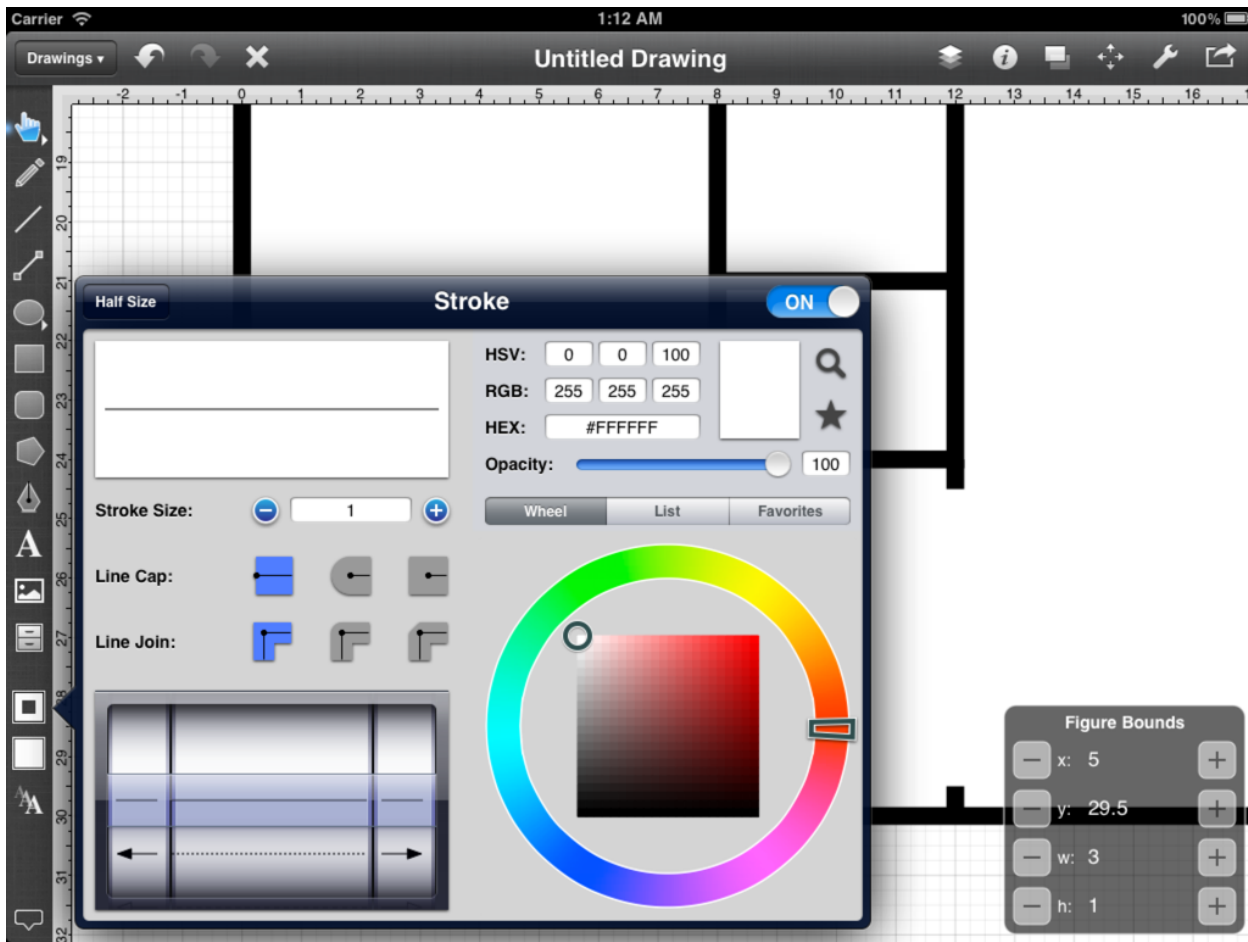 Carrier 1:12 AM 100%
Drawings ▾ Untitled Drawing
-2 -1 0 1 2 3 4 5 6 7 8 9 10 11 12 13 14 15 16
19
20
21
22
23
24
25
26
27
28
29
30
31
32
A
AA
Half Size Stroke ON
HSV: 0 0 100
RGB: 255 255 255
HEX: #FFFFFF
Opacity: 100
Stroke Size: 1
Wheel List Favorites
Line Cap:
Line Join:
Figure Bounds
x: 5
y: 29.5
w: 3
h: 1